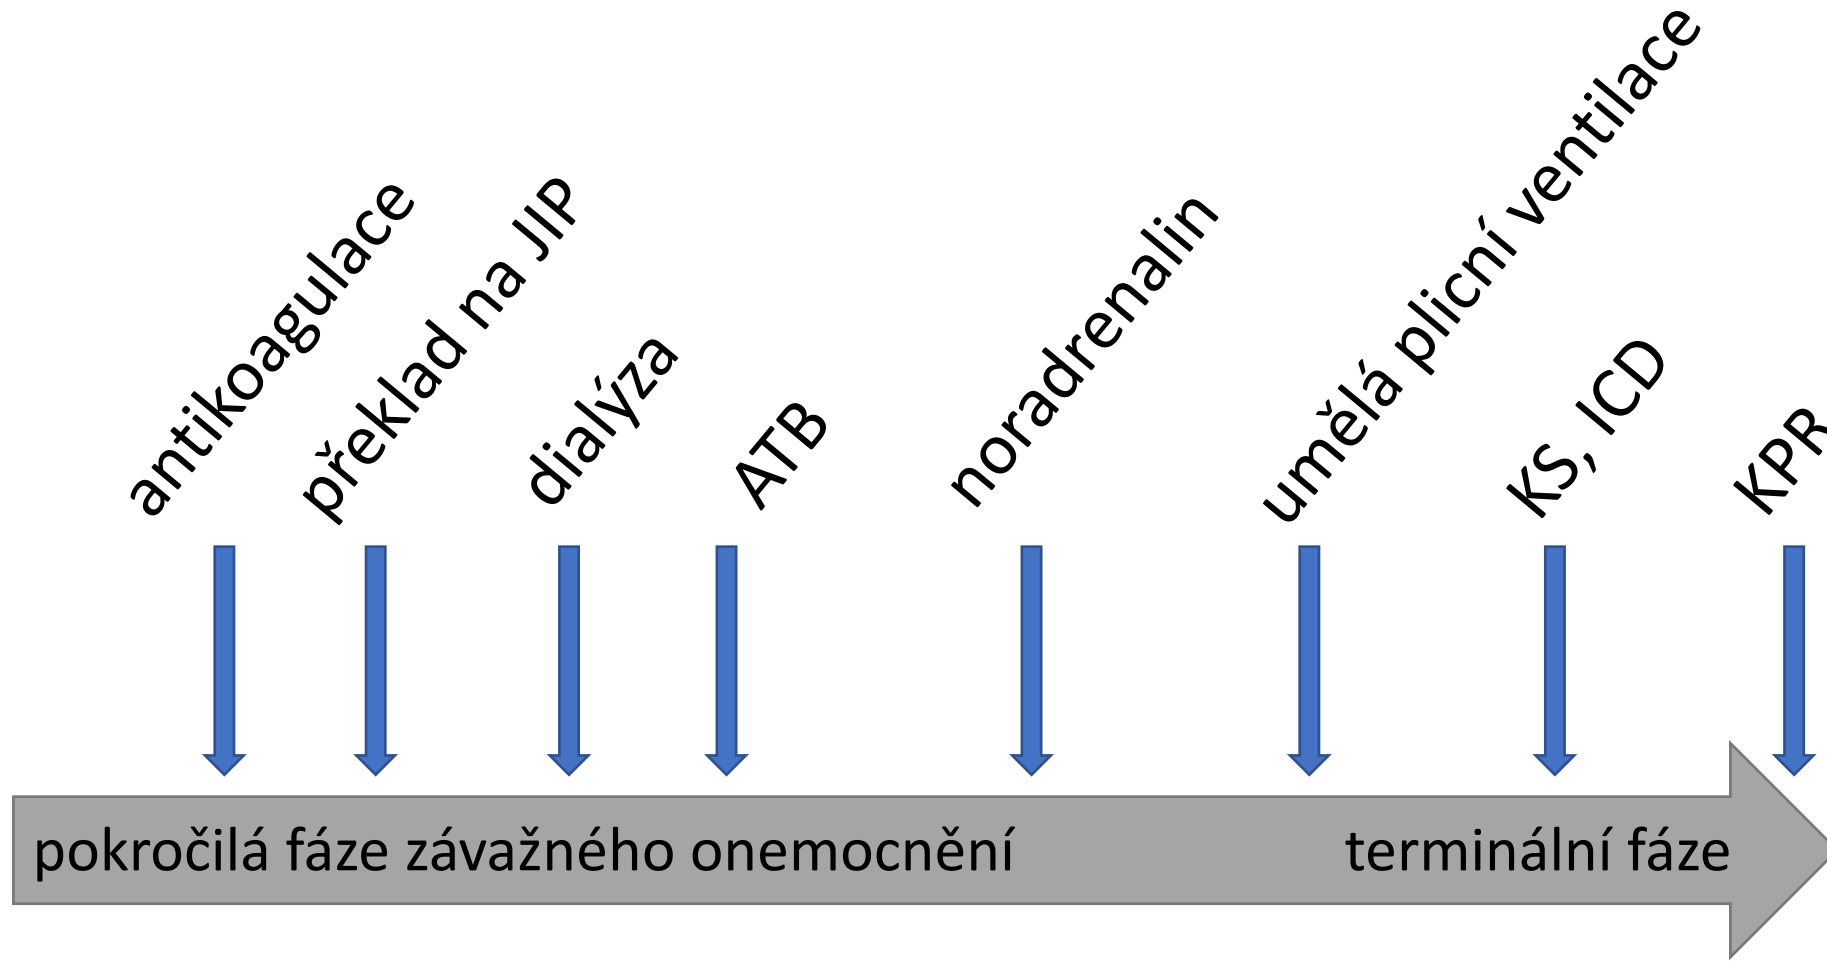 antikoagulace
překlad na JIP
dialýza
ATB
noradrenalin
umělá plicní ventilace
KS, ICD
KPR
pokročilá fáze závažného onemocnění
terminální fáze